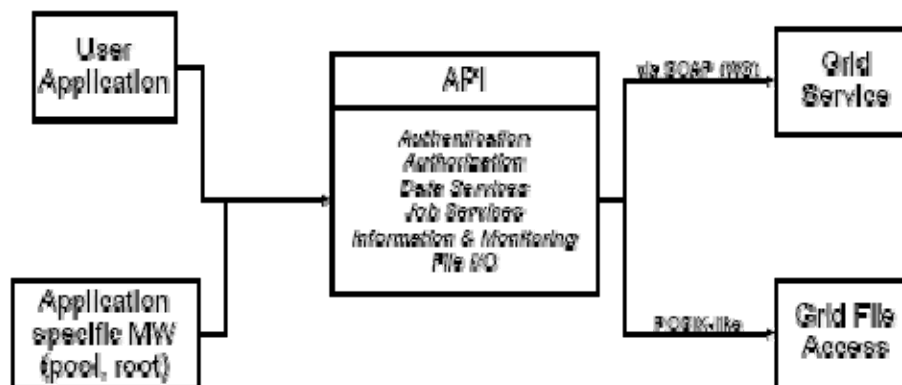 User
Application
API
Authentication
Authorization
Data Services
Job Services
Information & Monitoring
File I/O
via SOAP (WS)
Grid
Service
Application
specific MW
(pool, root)
POSIX-like
Grid File
Access